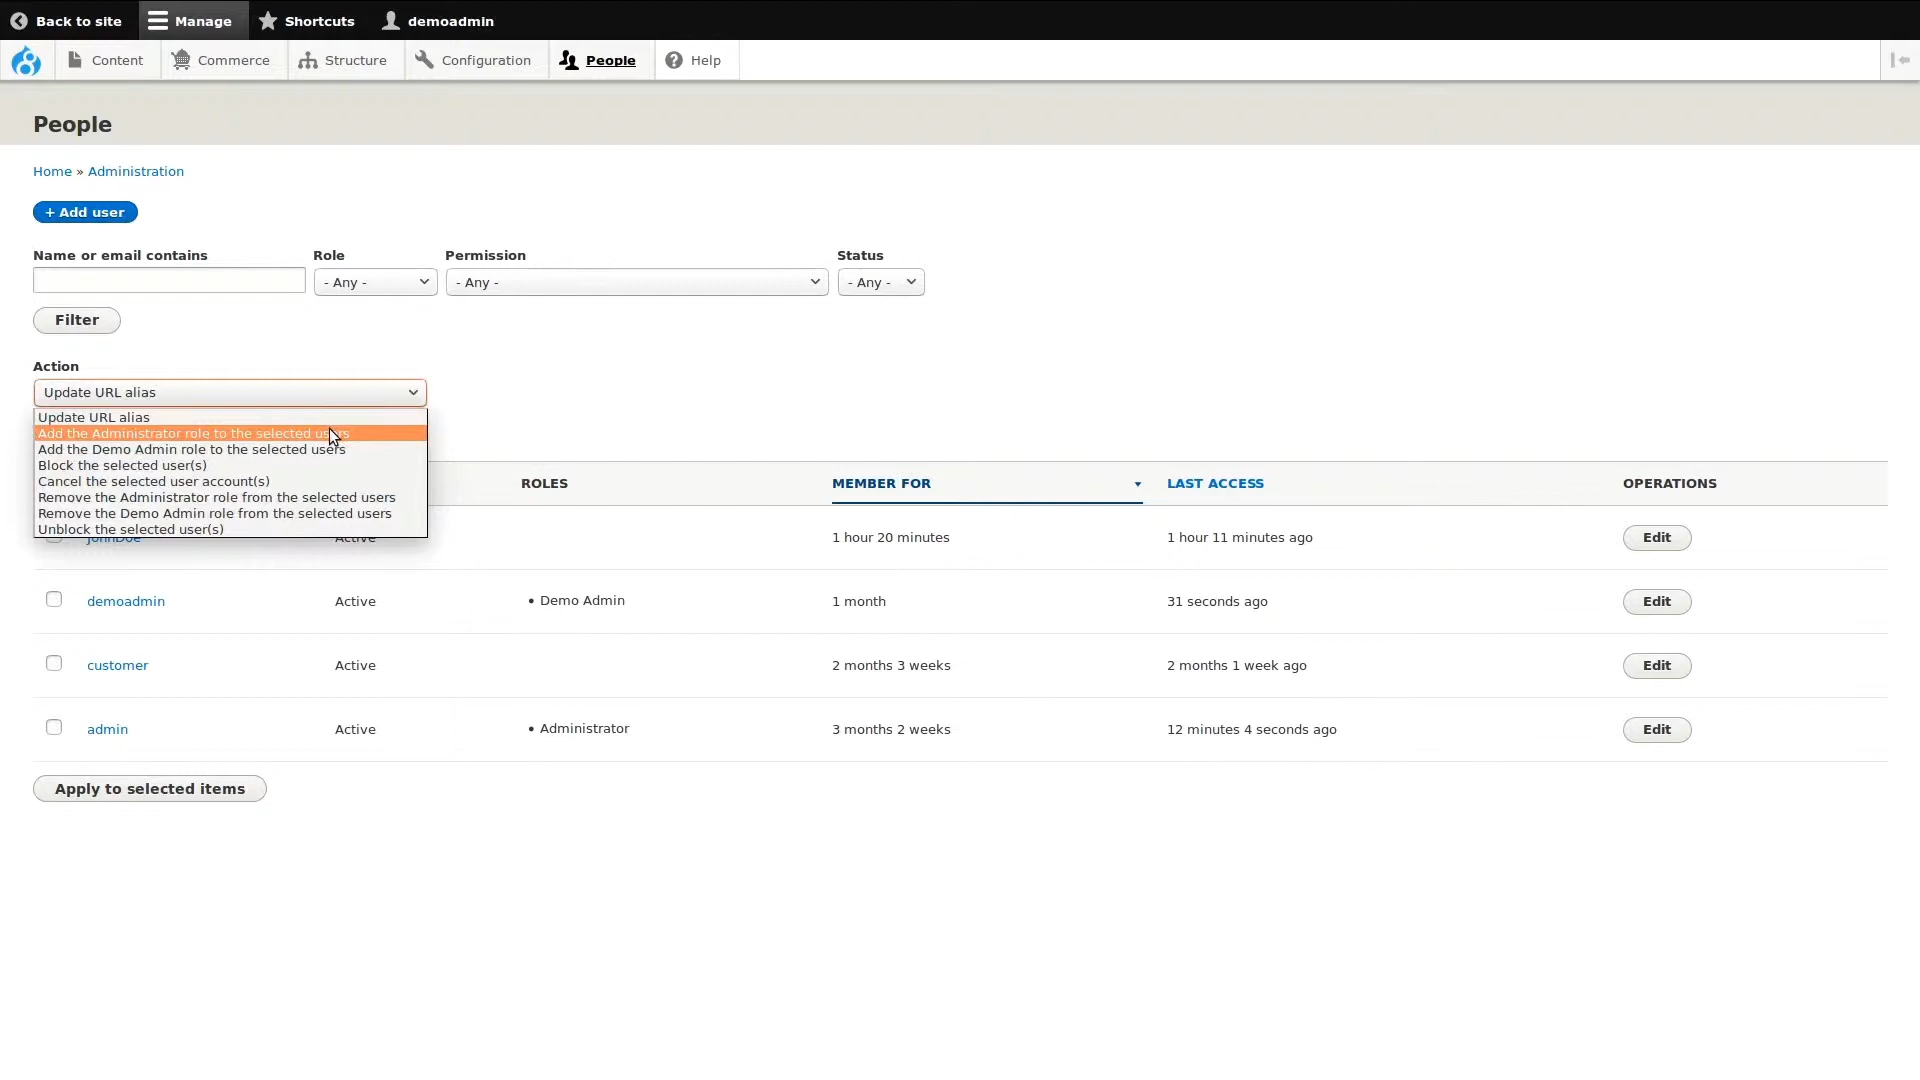 Back to site
Manage
Shortcuts
demoadmin
Content
Commerce
Structure
Configuration
People
Help
People
Home » Administration
+ Add user
Name or email contains
Role
Permission
Status
- Any -
- Any -
- Any -
Filter
Action
Update URL alias
Update URL alias
Add the Administrator role to the selected users
Add the Demo Admin role to the selected users
Block the selected user(s)
Cancel the selected user account(s)
Remove the Administrator role from the selected users
Remove the Demo Admin role from the selected users
Unblock the selected user(s)
ROLES
MEMBER FOR
LAST ACCESS
OPERATIONS
johnDoe
Active
1 hour 20 minutes
1 hour 11 minutes ago
Edit
demoadmin
Active
• Demo Admin
1 month
31 seconds ago
Edit
customer
Active
2 months 3 weeks
2 months 1 week ago
Edit
admin
Active
• Administrator
3 months 2 weeks
12 minutes 4 seconds ago
Edit
Apply to selected items